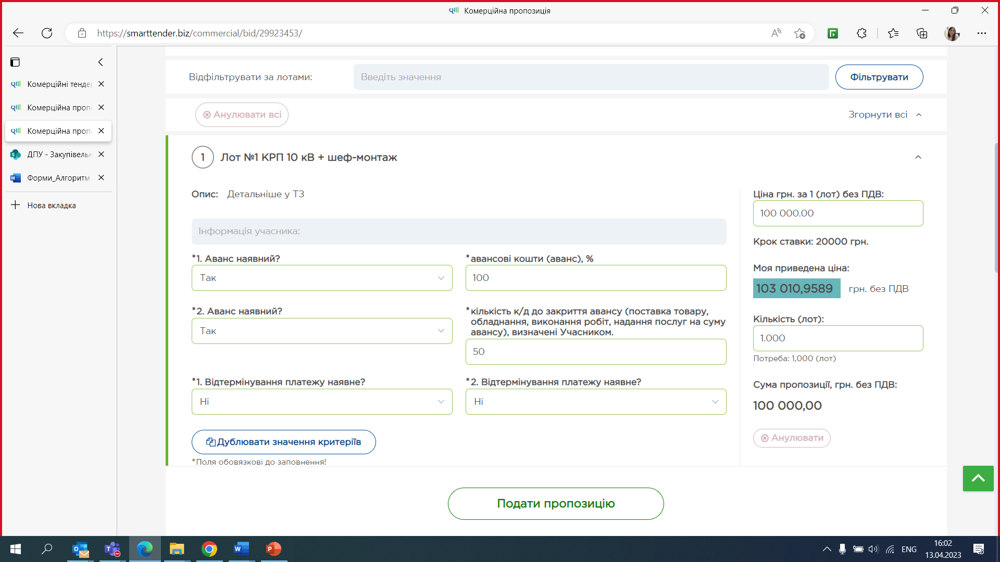 Комерційна пропозиція
https://smarttender.biz/commercial/bid/29923453/
Комерційні тенде
Комерційна проп
Комерційна проп
ДПУ - Закупівельн
Форми_Алгоритм
Нова вкладка
Відфільтрувати за лотами:
Введіть значення
Фільтрувати
Анулювати всі
Згорнути всі
1
Лот №1 КРП 10 кВ + шеф-монтаж
Опис: Детальніше у ТЗ
Інформація учасника:
*1. Аванс наявний?
Так
*авансові кошти (аванс), %
100
*2. Аванс наявний?
Так
*кількість к/д до закриття авансу (поставка товару,
обладнання, виконання робіт, надання послуг на суму
авансу), визначені Учасником.
50
*1. Відтермінування платежу наявне?
Ні
*2. Відтермінування платежу наявне?
Ні
Дублювати значення критеріїв
*Поля обовязкові до заповнення!
Ціна грн. за 1 (лот) без ПДВ:
100 000.00
Крок ставки: 20000 грн.
Моя приведена ціна:
103 010,9589 грн. без ПДВ
Кількість (лот):
1.000
Потреба: 1,000 (лот)
Сума пропозиції, грн. без ПДВ:
100 000,00
Анулювати
Подати пропозицію
ENG
16:02
13.04.2023